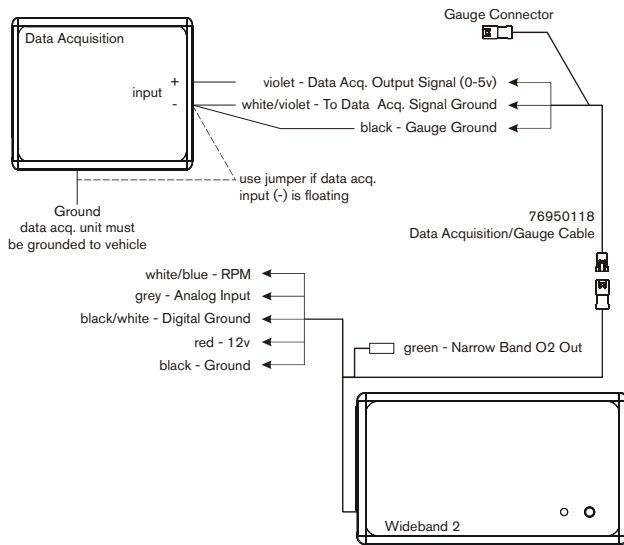 Gauge Connector
Data Acquisition
input
+
-
violet - Data Acq. Output Signal (0-5v)
white/violet - To Data Acq. Signal Ground
black - Gauge Ground
use jumper if data acq.
input (-) is floating
Ground
data acq. unit must
be grounded to vehicle
76950118
Data Acquisition/Gauge Cable
white/blue - RPM
grey - Analog Input
black/white - Digital Ground
red - 12v
black - Ground
green - Narrow Band O2 Out
Wideband 2